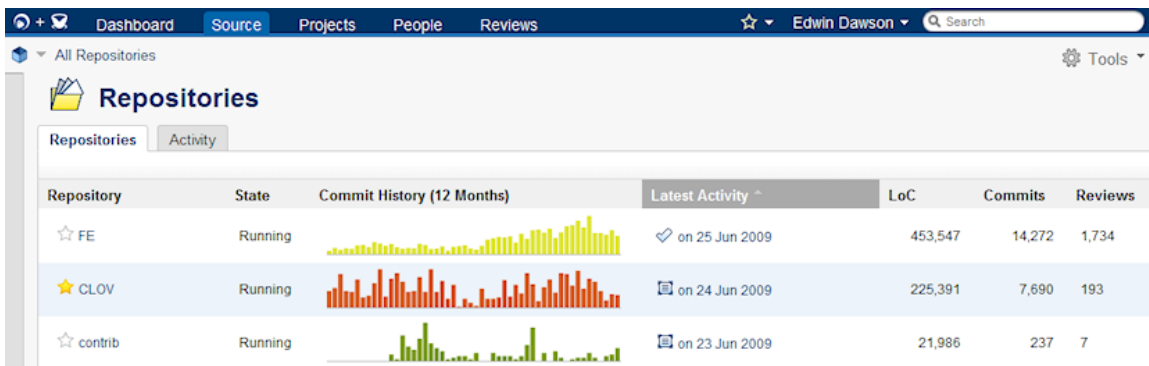 Dashboard Source Projects People Reviews Edwin Dawson Search
All Repositories Tools
Repositories
Repositories Activity
Repository State Commit History (12 Months) Latest Activity LoC Commits Reviews
FE Running on 25 Jun 2009 453,547 14,272 1,734
CLOV Running on 24 Jun 2009 225,391 7,690 193
contrib Running on 23 Jun 2009 21,986 237 7